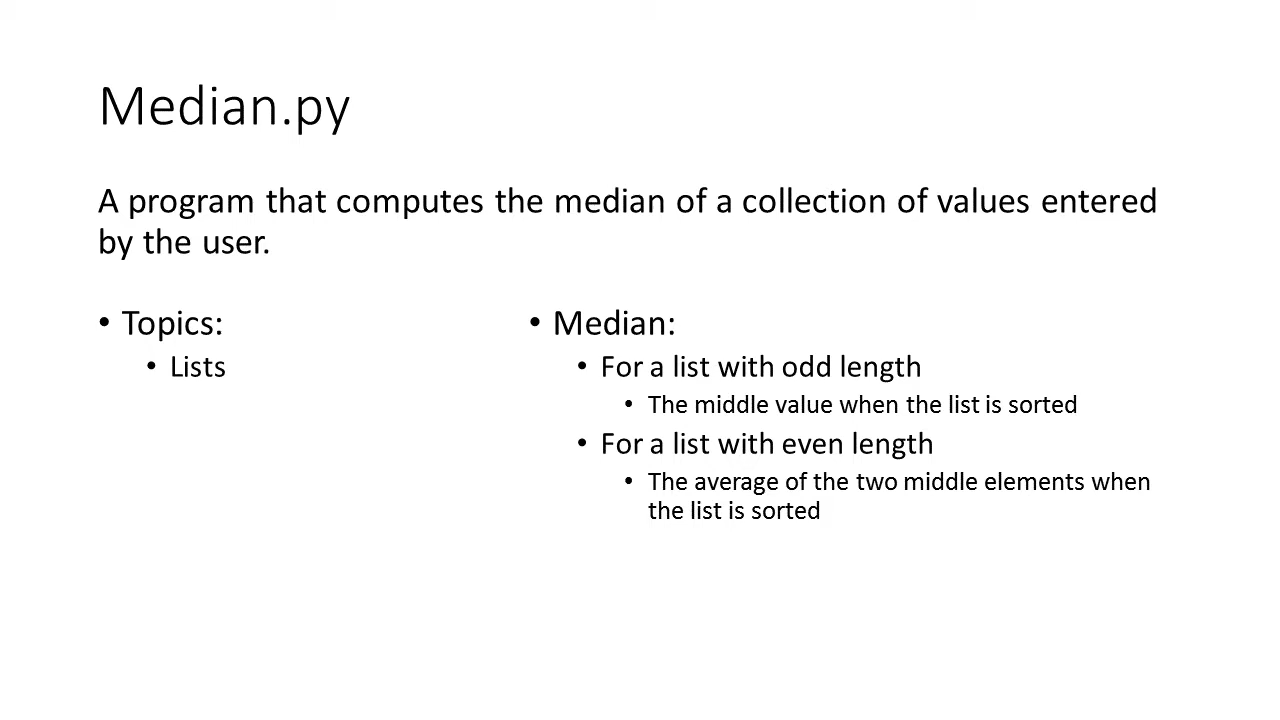 Median.py
A program that computes the median of a collection of values entered
by the user.
• Topics:
• Lists
• Median:
• For a list with odd length
• The middle value when the list is sorted
• For a list with even length
• The average of the two middle elements when
the list is sorted